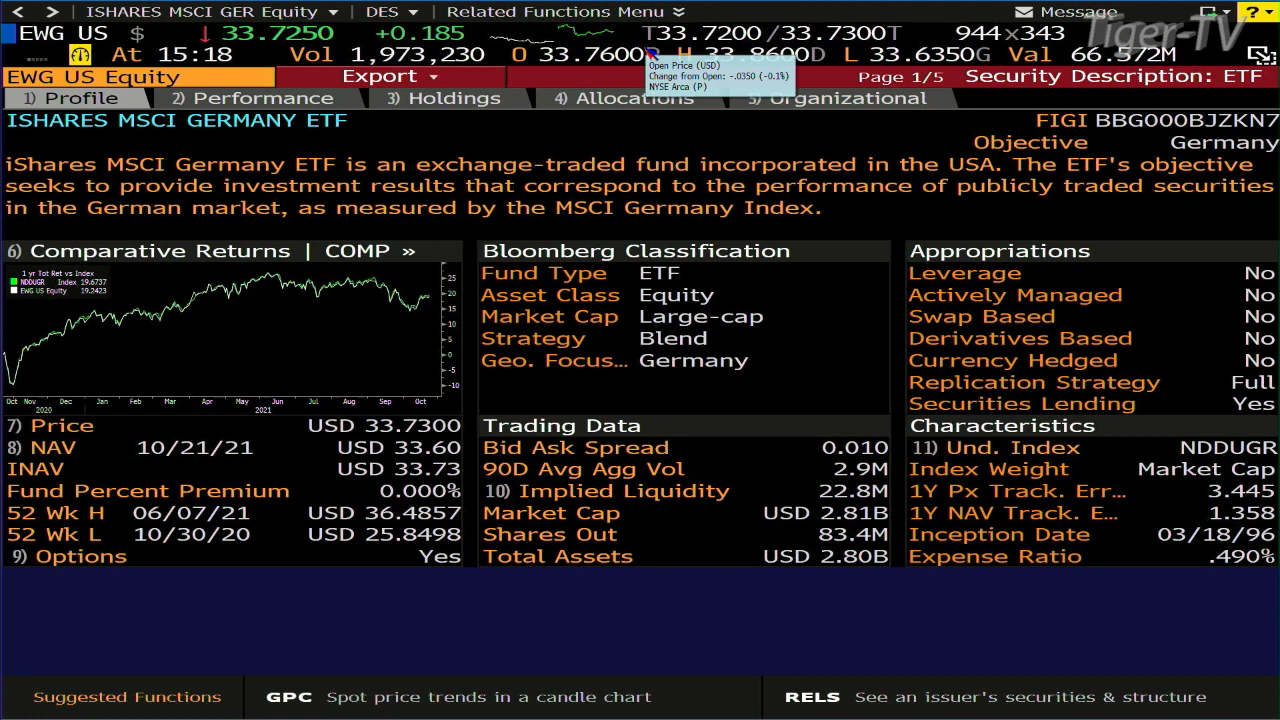 < > ISHARES MSCI GER Equity DES Related Functions Menu Message ?
EWG US $ ↓ 33.7250 +0.185 T33.7200/33.7300T 944x343
At 15:18 Vol 1,973,230 O 33.7600 H 33.8600D L 33.6350G Val 66.572M
Open Price (USD)
Change from Open: -.0350 (-0.1%)
NYSE Arca (P)
EWG US Equity Export Page 1/5 Security Description: ETF
1) Profile 2) Performance 3) Holdings 4) Allocations 5) Organizational
ISHARES MSCI GERMANY ETF FIGI BBG000BJZKN7
Objective Germany
iShares MSCI Germany ETF is an exchange-traded fund incorporated in the USA. The ETF's objective
seeks to provide investment results that correspond to the performance of publicly traded securities
in the German market, as measured by the MSCI Germany Index.
6) Comparative Returns | COMP »
1 yr Tot Ret vs Index
NDDUGR Index 19.6737
EWG US Equity 19.2423
25
20
15
10
5
0
-5
-10
Oct Nov Dec Jan Feb Mar Apr May Jun Jul Aug Sep Oct
2020 2021
7) Price USD 33.7300
8) NAV 10/21/21 USD 33.60
INAV USD 33.73
Fund Percent Premium 0.000%
52 Wk H 06/07/21 USD 36.4857
52 Wk L 10/30/20 USD 25.8498
9) Options Yes
Bloomberg Classification
Fund Type ETF
Asset Class Equity
Market Cap Large-cap
Strategy Blend
Geo. Focus... Germany
Trading Data
Bid Ask Spread 0.010
90D Avg Agg Vol 2.9M
10) Implied Liquidity 22.8M
Market Cap USD 2.81B
Shares Out 83.4M
Total Assets USD 2.80B
Appropriations
Leverage No
Actively Managed No
Swap Based No
Derivatives Based No
Currency Hedged No
Replication Strategy Full
Securities Lending Yes
Characteristics
11) Und. Index NDDUGR
Index Weight Market Cap
1Y Px Track. Err... 3.445
1Y NAV Track. E... 1.358
Inception Date 03/18/96
Expense Ratio .490%
Suggested Functions GPC Spot price trends in a candle chart RELS See an issuer's securities & structure
Tiger-TV